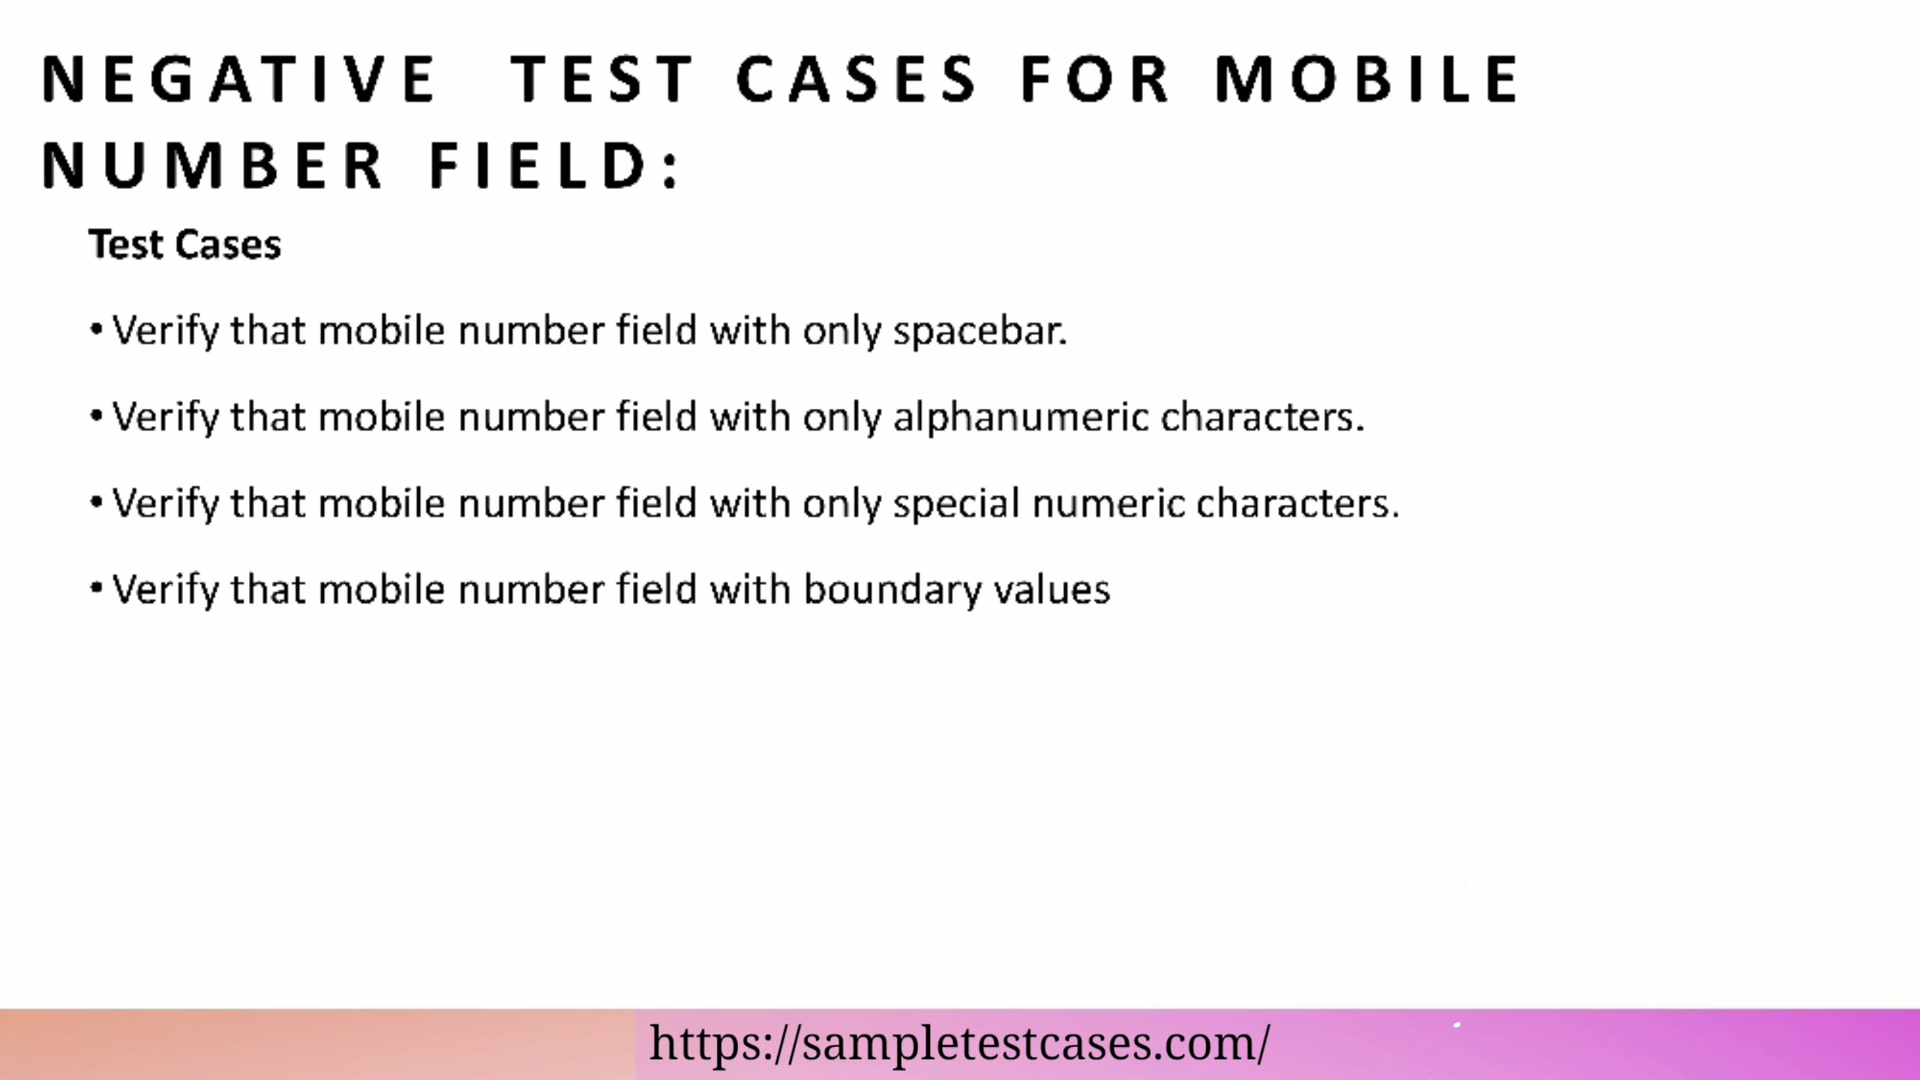 NEGATIVE TEST CASES FOR MOBILE
NUMBER FIELD:
Test Cases
• Verify that mobile number field with only spacebar.
• Verify that mobile number field with only alphanumeric characters.
• Verify that mobile number field with only special numeric characters.
• Verify that mobile number field with boundary values
https://sampletestcases.com/